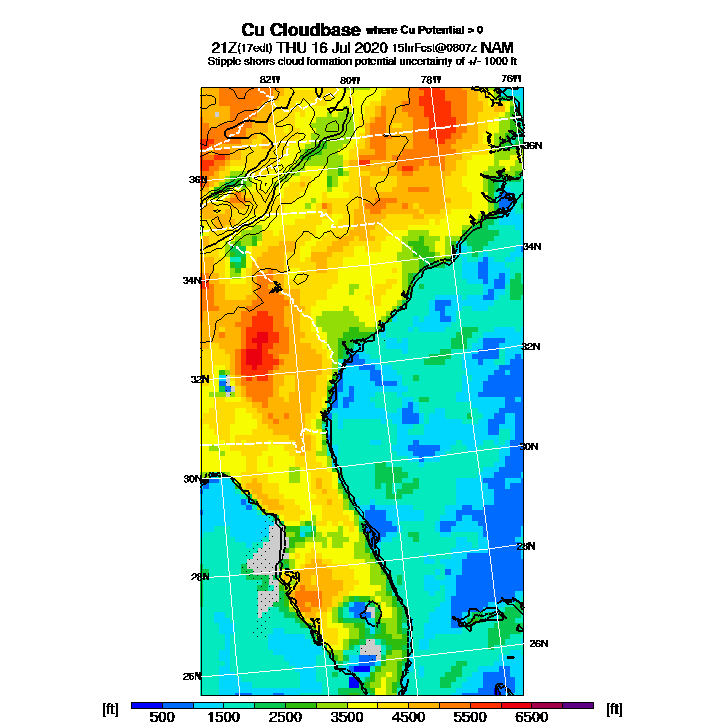 Cu Cloudbase where Cu Potential > 0
21Z(17edt) THU 16 Jul 2020 15hrFcst@0807z NAM
Stipple shows cloud formation potential uncertainty of +/- 1000 ft
82W 80W 78W 76W
36N
36N
34N
34N
32N
32N
30N
30N
28N
28N
26N
26N
[ft] 500 1500 2500 3500 4500 5500 6500 [ft]